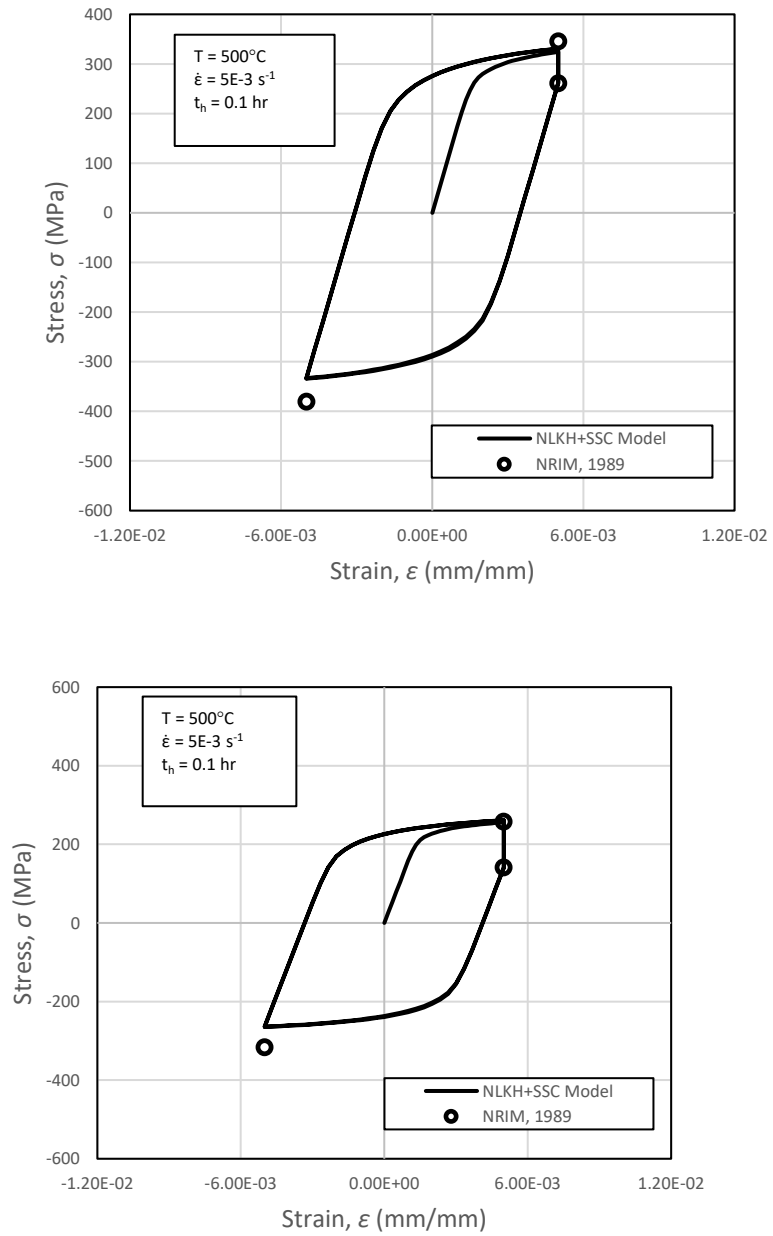 400
300
200
100
0
-100
-200
-300
-400
-500
-600
T = 500°C
ε̇ = 5E-3 s⁻¹
tₕ = 0.1 hr
Stress, σ (MPa)
NLKH+SSC Model
NRIM, 1989
-1.20E-02 -6.00E-03 0.00E+00 6.00E-03 1.20E-02
Strain, ε (mm/mm)
600
400
200
0
-200
-400
-600
T = 500°C
ε̇ = 5E-3 s⁻¹
tₕ = 0.1 hr
Stress, σ (MPa)
NLKH+SSC Model
NRIM, 1989
-1.20E-02 -6.00E-03 0.00E+00 6.00E-03 1.20E-02
Strain, ε (mm/mm)